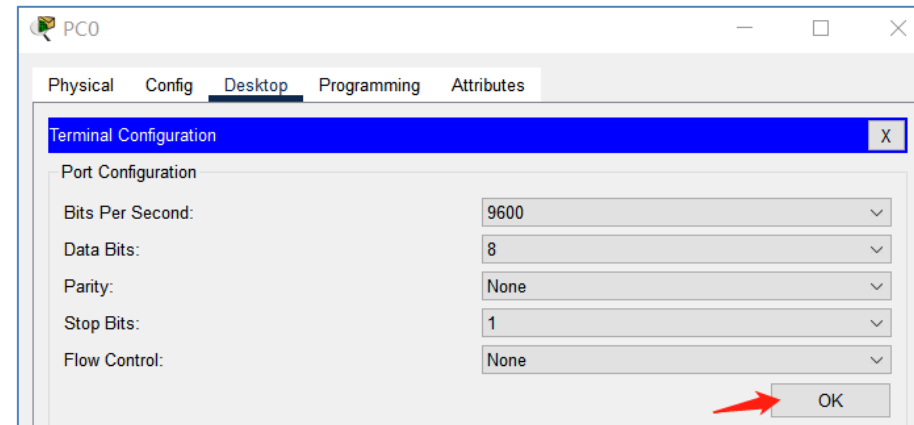 PC0
Physical Config Desktop Programming Attributes
Terminal Configuration X
Port Configuration
Bits Per Second: 9600
Data Bits: 8
Parity: None
Stop Bits: 1
Flow Control: None
OK